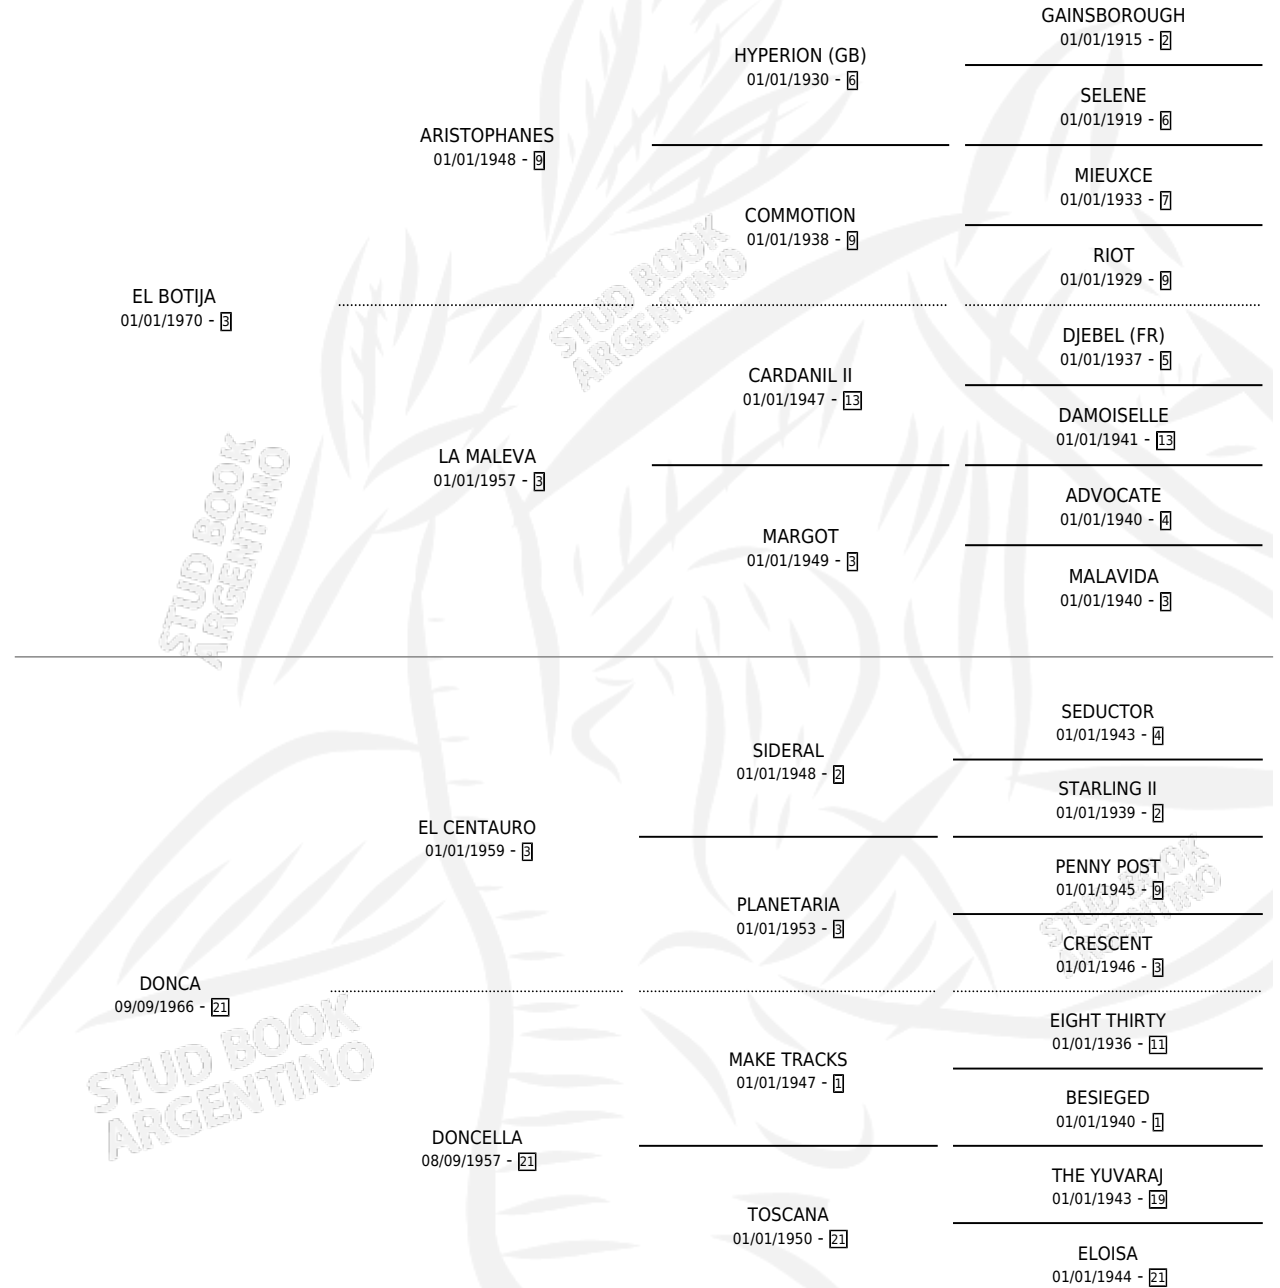 GAINSBOROUGH
01/01/1915 - 2
HYPERION (GB)
01/01/1930 - 6
SELENE
01/01/1919 - 6
ARISTOPHANES
01/01/1948 - 9
MIEUXCE
01/01/1933 - 7
COMMOTION
01/01/1938 - 9
RIOT
01/01/1929 - 9
EL BOTIJA
01/01/1970 - 3
DJEBEL (FR)
01/01/1937 - 5
CARDANIL II
01/01/1947 - 13
DAMOISELLE
01/01/1941 - 13
LA MALEVA
01/01/1957 - 3
ADVOCATE
01/01/1940 - 4
MARGOT
01/01/1949 - 3
MALAVIDA
01/01/1940 - 3
SEDUCTOR
01/01/1943 - 4
SIDERAL
01/01/1948 - 2
STARLING II
01/01/1939 - 2
EL CENTAURO
01/01/1959 - 3
PENNY POST
01/01/1945 - 9
PLANETARIA
01/01/1953 - 3
CRESCENT
01/01/1946 - 3
DONCA
09/09/1966 - 21
EIGHT THIRTY
01/01/1936 - 11
MAKE TRACKS
01/01/1947 - 1
BESIEGED
01/01/1940 - 1
DONCELLA
08/09/1957 - 21
THE YUVARAJ
01/01/1943 - 19
TOSCANA
01/01/1950 - 21
ELOISA
01/01/1944 - 21
STUD BOOK
ARGENTINO
STUD BOOK
ARGENTINO
STUD BOOK
ARGENTINO
STUD BOOK
ARGENTINO